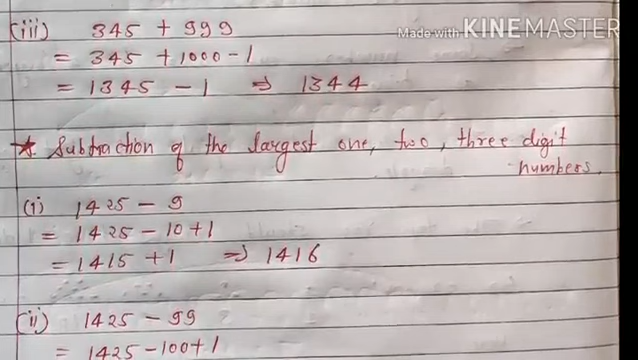 (iii) 345 + 999
= 345 + 1000 - 1
= 1345 - 1 ⇒ 1344
Made with KINEMASTER
* Subtraction of the largest one, two, three digit
numbers.
(i) 1425 - 9
= 1425 - 10 + 1
= 1415 + 1 ⇒ 1416
(ii) 1425 - 99
= 1425 - 100 + 1